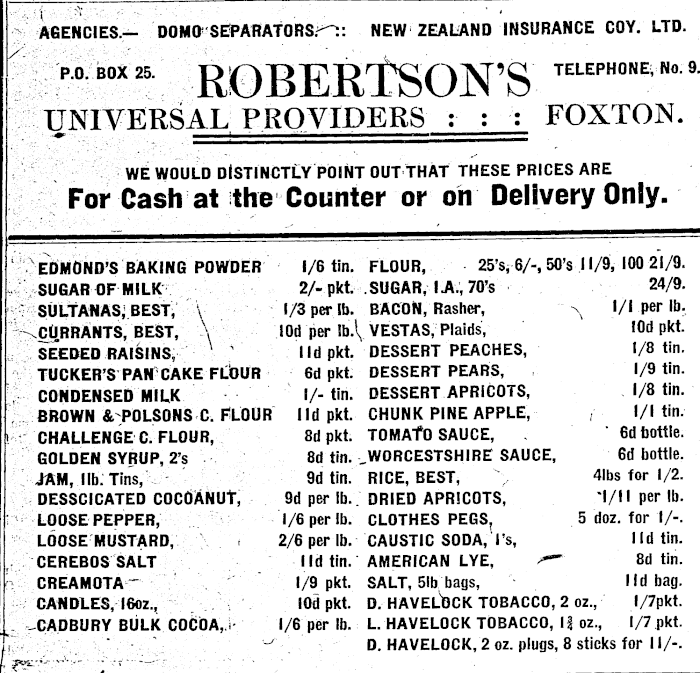 AGENCIES.— DOMO SEPARATORS. :: NEW ZEALAND INSURANCE COY. LTD.
P.O. BOX 25. ROBERTSON'S TELEPHONE, No. 9.
UNIVERSAL PROVIDERS : : : FOXTON.
WE WOULD DISTINCTLY POINT OUT THAT THESE PRICES ARE
For Cash at the Counter or on Delivery Only.
EDMOND'S BAKING POWDER 1/6 tin.
SUGAR OF MILK 2/- pkt.
SULTANAS, BEST, 1/3 per lb.
CURRANTS, BEST, 10d per lb.
SEEDED RAISINS, 11d pkt.
TUCKER'S PAN CAKE FLOUR 6d pkt.
CONDENSED MILK 1/- tin.
BROWN & POLSONS C. FLOUR 11d pkt.
CHALLENGE C. FLOUR, 8d pkt.
GOLDEN SYRUP, 2's 8d tin.
JAM, 1lb. Tins, 9d tin.
DESSCICATED COCOANUT, 9d per lb.
LOOSE PEPPER, 1/6 per lb.
LOOSE MUSTARD, 2/6 per lb.
CEREBOS SALT 11d tin.
CREAMOTA 1/9 pkt.
CANDLES, 16oz., 10d pkt.
CADBURY BULK COCOA, 1/6 per lb.
FLOUR, 25's, 6/-, 50's 11/9, 100 21/9.
SUGAR, I.A., 70's 24/9.
BACON, Rasher, 1/1 per lb.
VESTAS, Plaids, 10d pkt.
DESSERT PEACHES, 1/8 tin.
DESSERT PEARS, 1/9 tin.
DESSERT APRICOTS, 1/8 tin.
CHUNK PINE APPLE, 1/1 tin.
TOMATO SAUCE, 6d bottle.
WORCESTSHIRE SAUCE, 6d bottle.
RICE, BEST, 4lbs for 1/2.
DRIED APRICOTS, 1/11 per lb.
CLOTHES PEGS, 5 doz. for 1/-.
CAUSTIC SODA, 1's, 11d tin.
AMERICAN LYE, 8d tin.
SALT, 5lb bags, 11d bag.
D. HAVELOCK TOBACCO, 2 oz., 1/7pkt.
L. HAVELOCK TOBACCO, 1¾ oz., 1/7 pkt.
D. HAVELOCK, 2 oz. plugs, 8 sticks for 11/-.